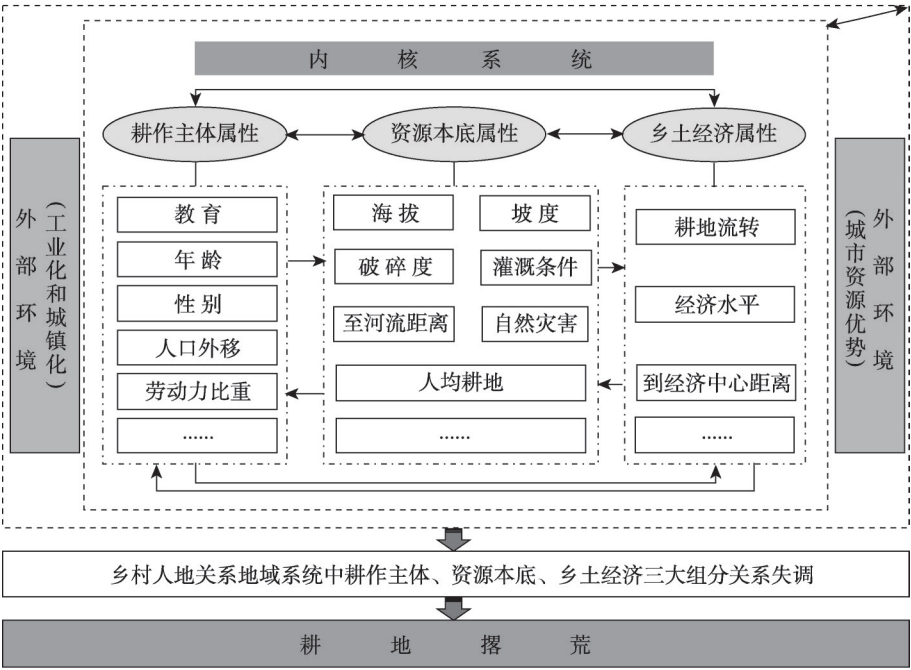 内核系统
耕作主体属性
资源本底属性
乡土经济属性
外部环境
(工业化和城镇化)
教育
年龄
性别
人口外移
劳动力比重
......
海拔
坡度
破碎度
灌溉条件
至河流距离
自然灾害
人均耕地
......
耕地流转
经济水平
到经济中心距离
......
(城市资源优势)
外部环境
乡村人地关系地域系统中耕作主体、资源本底、乡土经济三大组分关系失调
耕地撂荒